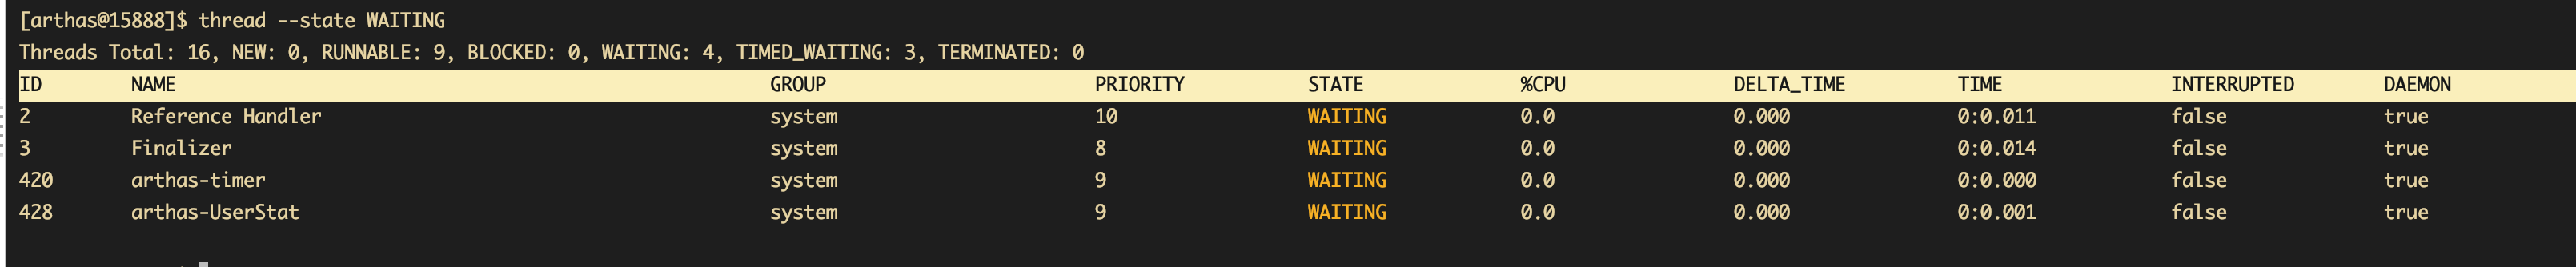 [arthas@15888]$ thread --state WAITING
Threads Total: 16, NEW: 0, RUNNABLE: 9, BLOCKED: 0, WAITING: 4, TIMED_WAITING: 3, TERMINATED: 0
ID NAME GROUP PRIORITY STATE %CPU DELTA_TIME TIME INTERRUPTED DAEMON
2 Reference Handler system 10 WAITING 0.0 0.000 0:0.011 false true
3 Finalizer system 8 WAITING 0.0 0.000 0:0.014 false true
420 arthas-timer system 9 WAITING 0.0 0.000 0:0.000 false true
428 arthas-UserStat system 9 WAITING 0.0 0.000 0:0.001 false true